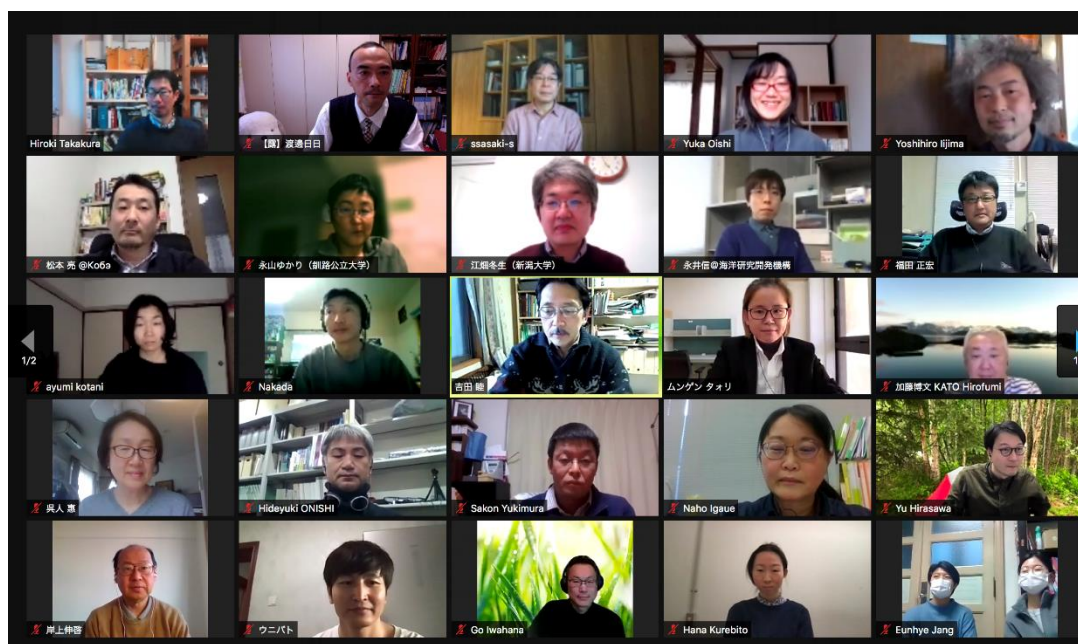 Hiroki Takakura
【露】渡邊日日
ssasaki-s
Yuka Oishi
Yoshihiro Iijima
松本 亮 @Кобэ
永山ゆかり（釧路公立大学）
江畑冬生（新潟大学）
永井信@海洋研究開発機構
福田 正宏
1/2
ayumi kotani
Nakada
吉田 睦
ムンゲン タォリ
加藤博文 KATO Hirofumi
呉人 惠
Hideyuki ONISHI
Sakon Yukimura
Naho Igaue
Yu Hirasawa
岸上伸啓
ウニバト
Go Iwahana
Hana Kurebito
Eunhye Jang